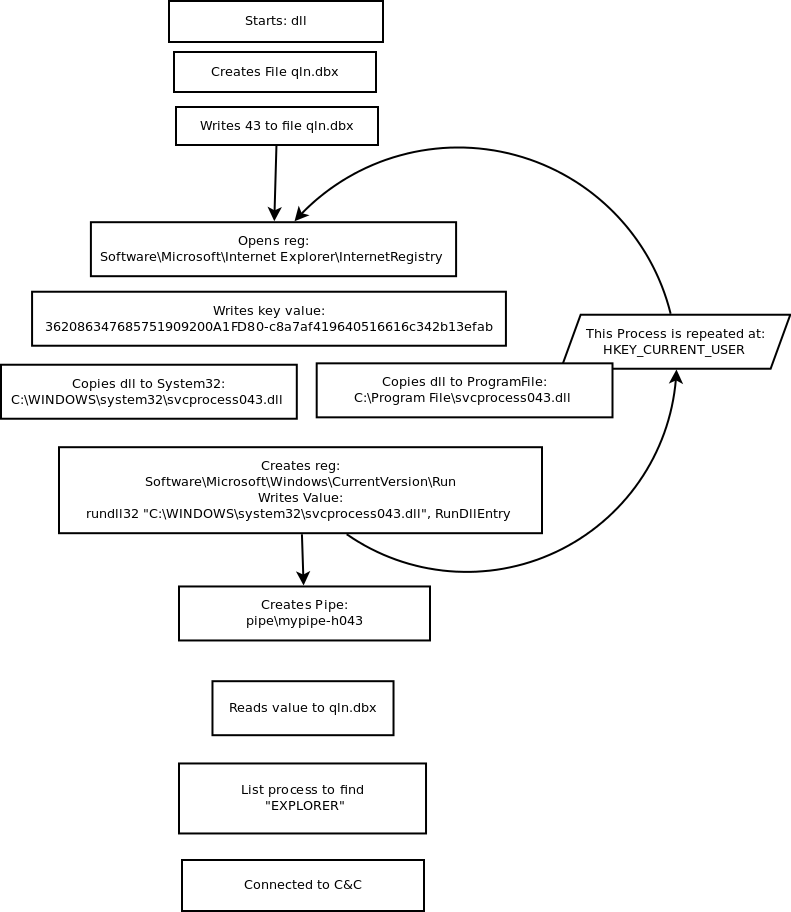 Starts: dll
Creates File qln.dbx
Writes 43 to file qln.dbx
Opens reg:
Software\Microsoft\Internet Explorer\InternetRegistry
Writes key value:
362086347685751909200A1FD80-c8a7af419640516616c342b13efab
This Process is repeated at:
HKEY_CURRENT_USER
Copies dll to System32:
C:\WINDOWS\system32\svcprocess043.dll
Copies dll to ProgramFile:
C:\Program File\svcprocess043.dll
Creates reg:
Software\Microsoft\Windows\CurrentVersion\Run
Writes Value:
rundll32 "C:\WINDOWS\system32\svcprocess043.dll", RunDllEntry
Creates Pipe:
pipe\mypipe-h043
Reads value to qln.dbx
List process to find
"EXPLORER"
Connected to C&C